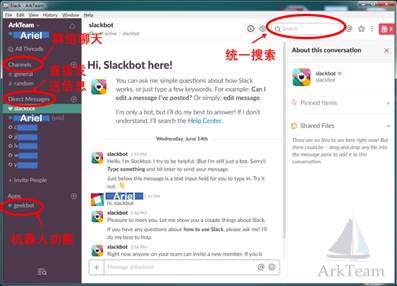 Slack - ArkTeam
File Edit View History Window Help
ArkTeam
Ariel
All Threads
群组聊天
Channels
# general
# random
直接发
送信息
Direct Messages
slackbot
(you)
+ Invite People
Apps
geekbot
机器人功能
slackbot
active
slackbot
Search
3
统一搜索
Hi, Slackbot here!
You can ask me simple questions about how Slack
works, or just type a few keywords. For example: Can I
edit a message I've posted? Or simply: edit message.
I'm only a bot, but I'll do my best to answer! If I don't
understand, I'll search the Help Center.
Wednesday, June 14th
slackbot 3:55 PM
Hello, I'm Slackbot. I try to be helpful. (But I'm still just a bot. Sorry!)
Type something and hit enter to send your message.
Just below this message is a text input field for you to type in. Try it
out.
Ariel
hi, slackbot
slackbot 3:56 PM
Pleasure to meet you. Let me show you a couple things about Slack.
If you have any questions about how to use Slack, please ask me! I'll
do my best to help.
slackbot 3:56 PM
Right now anyone on your team can invite a new member. If you'd
Message @slackbot
About this conversation
slackbot
slackbot
Pinned Items
Shared Files
There are no files to see here right now! But
there could be – drag and drop any file into
the message pane to add it to this
conversation.
ArkTeam